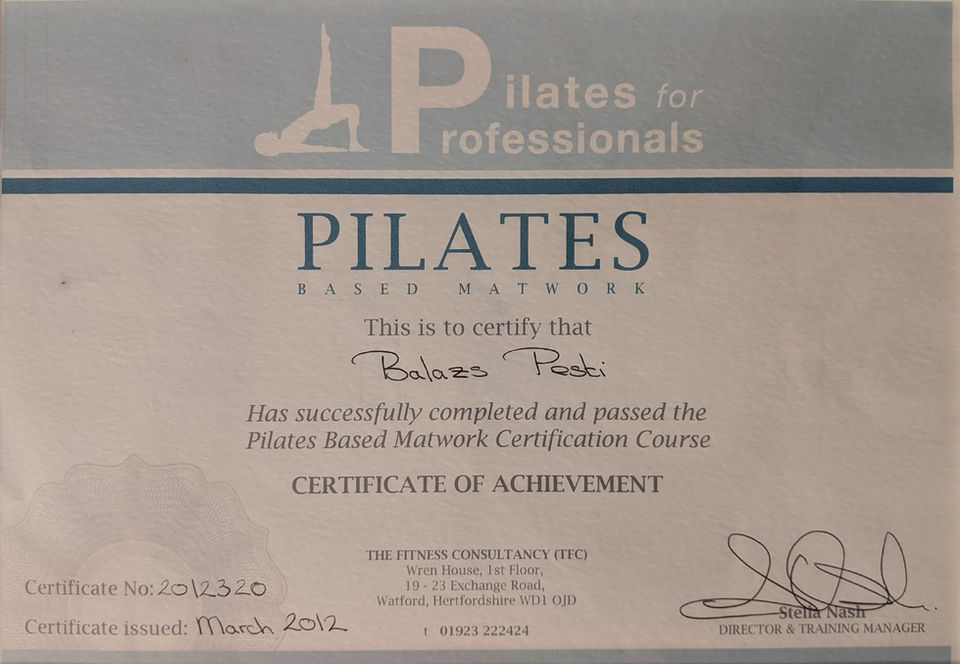 Pilates for
Professionals
PILATES
BASED MATWORK
This is to certify that
Balazs Peski
Has successfully completed and passed the
Pilates Based Matwork Certification Course
CERTIFICATE OF ACHIEVEMENT
THE FITNESS CONSULTANCY (TFC)
Wren House, 1st Floor,
19 - 23 Exchange Road,
Watford, Hertfordshire WD1 OJD
t 01923 222424
Certificate No: 2012320
Certificate issued: March 2012
Stella Nash
DIRECTOR & TRAINING MANAGER